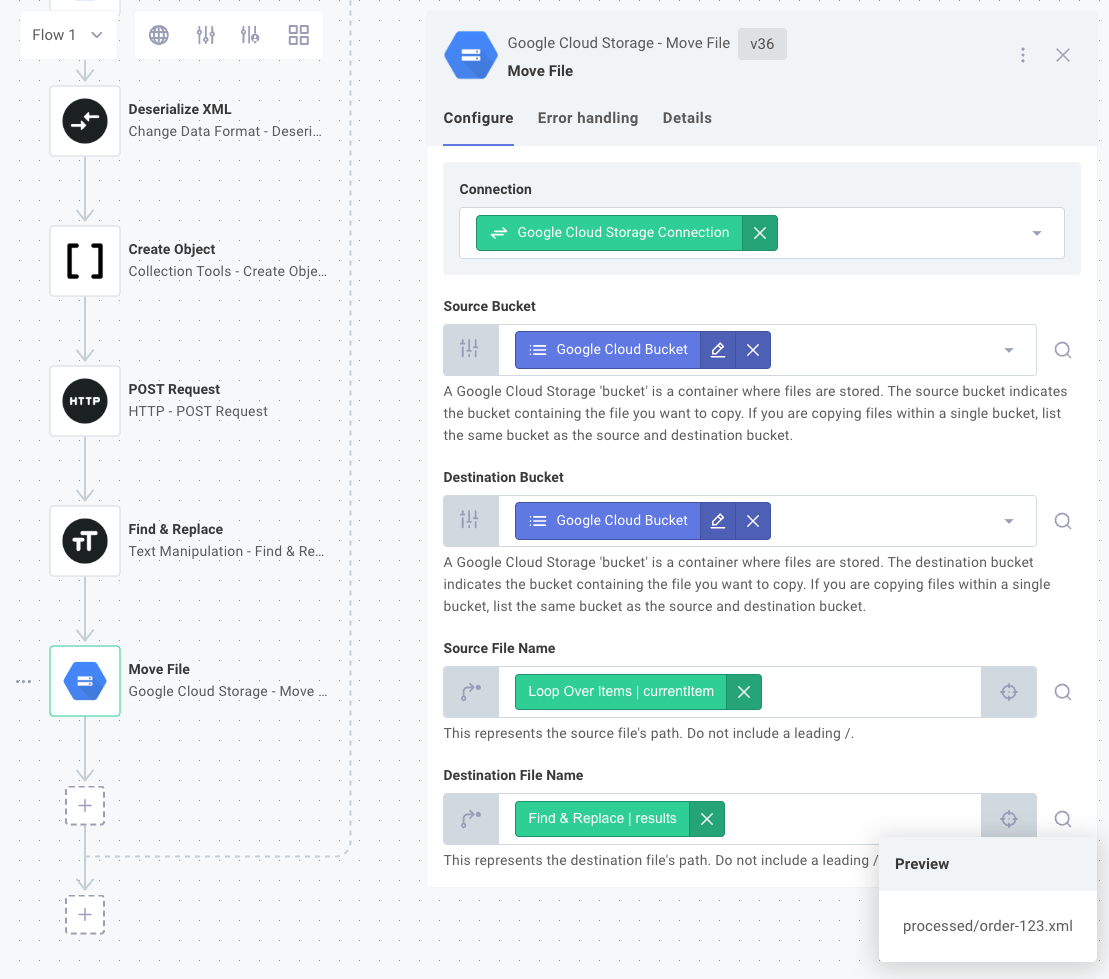 Flow 1
Deserialize XML
Change Data Format - Deseri...
Create Object
Collection Tools - Create Obje...
HTTP
POST Request
HTTP - POST Request
TT
Find & Replace
Text Manipulation - Find & Re...
Move File
Google Cloud Storage - Move ...
Google Cloud Storage - Move File v36
Move File
Configure Error handling Details
Connection
Google Cloud Storage Connection
Source Bucket
Google Cloud Bucket
A Google Cloud Storage 'bucket' is a container where files are stored. The source bucket indicates
the bucket containing the file you want to copy. If you are copying files within a single bucket, list
the same bucket as the source and destination bucket.
Destination Bucket
Google Cloud Bucket
A Google Cloud Storage 'bucket' is a container where files are stored. The destination bucket
indicates the bucket containing the file you want to copy. If you are copying files within a single
bucket, list the same bucket as the source and destination bucket.
Source File Name
Loop Over Items | currentItem
This represents the source file's path. Do not include a leading /.
Destination File Name
Find & Replace | results
This represents the destination file's path. Do not include a leading /
Preview
processed/order-123.xml